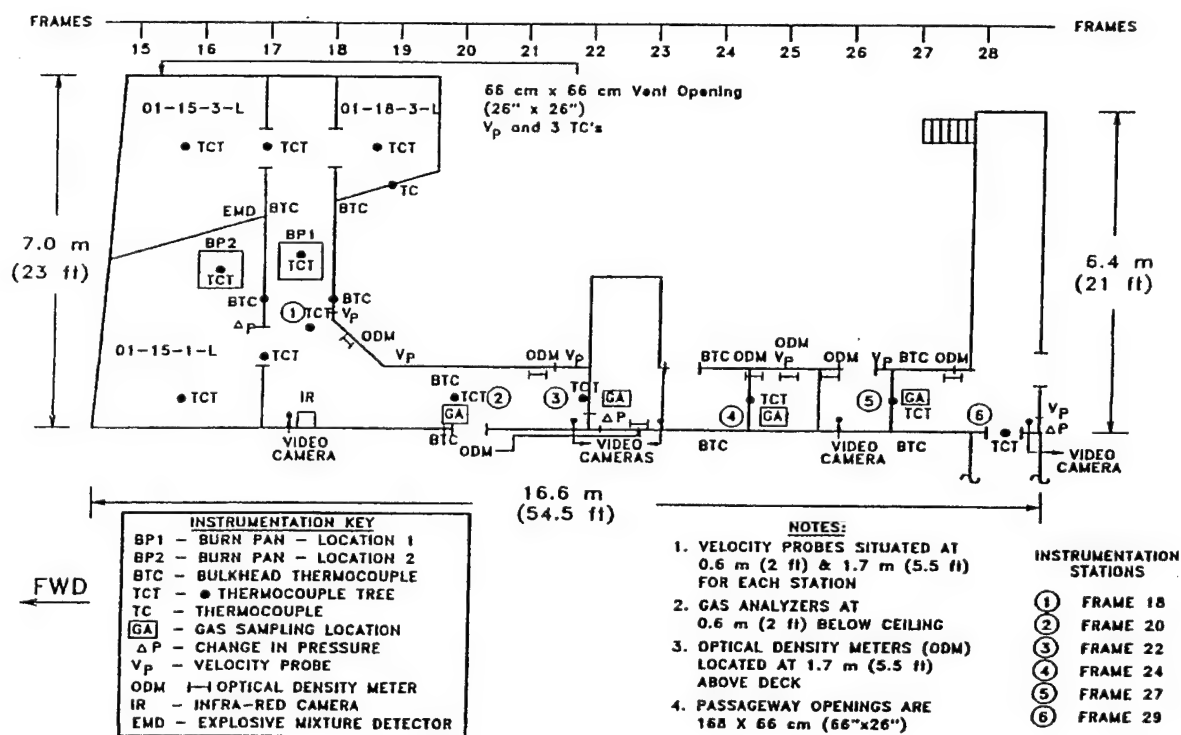 FRAMES
FRAMES
15 16 17 18 19 20 21 22 23 24 25 26 27 28
66 cm x 66 cm Vent Opening
(26" x 26")
VP and 3 TC's
01-15-3-L
01-18-3-L
TCT
TCT
TCT
TC
EMD
BTC
BTC
7.0 m
(23 ft)
6.4 m
(21 ft)
BP2
TCT
BP1
TCT
BTC
BTC
1
TCT
VP
Δ P
ODM
01-15-1-L
TCT
TCT
IR
VIDEO
CAMERA
VP
ODM
VP
BTC
TCT
2
GA
BTC
ODM
3
TCT
GA
Δ P
VIDEO
CAMERAS
BTC
ODM
ODM
VP
ODM
4
TCT
GA
BTC
VIDEO
CAMERA
VP
BTC
ODM
5
GA
TCT
BTC
6
TCT
VP
Δ P
VIDEO
CAMERA
16.6 m
(54.5 ft)
FWD
INSTRUMENTATION KEY
BP1 – BURN PAN – LOCATION 1
BP2 – BURN PAN – LOCATION 2
BTC – BULKHEAD THERMOCOUPLE
TCT – ● THERMOCOUPLE TREE
TC – THERMOCOUPLE
GA – GAS SAMPLING LOCATION
Δ P – CHANGE IN PRESSURE
VP – VELOCITY PROBE
ODM OPTICAL DENSITY METER
IR – INFRA-RED CAMERA
EMD – EXPLOSIVE MIXTURE DETECTOR
NOTES:
1. VELOCITY PROBES SITUATED AT
0.6 m (2 ft) & 1.7 m (5.5 ft)
FOR EACH STATION
2. GAS ANALYZERS AT
0.6 m (2 ft) BELOW CEILING
3. OPTICAL DENSITY METERS (ODM)
LOCATED AT 1.7 m (5.5 ft)
ABOVE DECK
4. PASSAGEWAY OPENINGS ARE
168 X 66 cm (66"x26")
INSTRUMENTATION
STATIONS
1 FRAME 18
2 FRAME 20
3 FRAME 22
4 FRAME 24
5 FRAME 27
6 FRAME 29